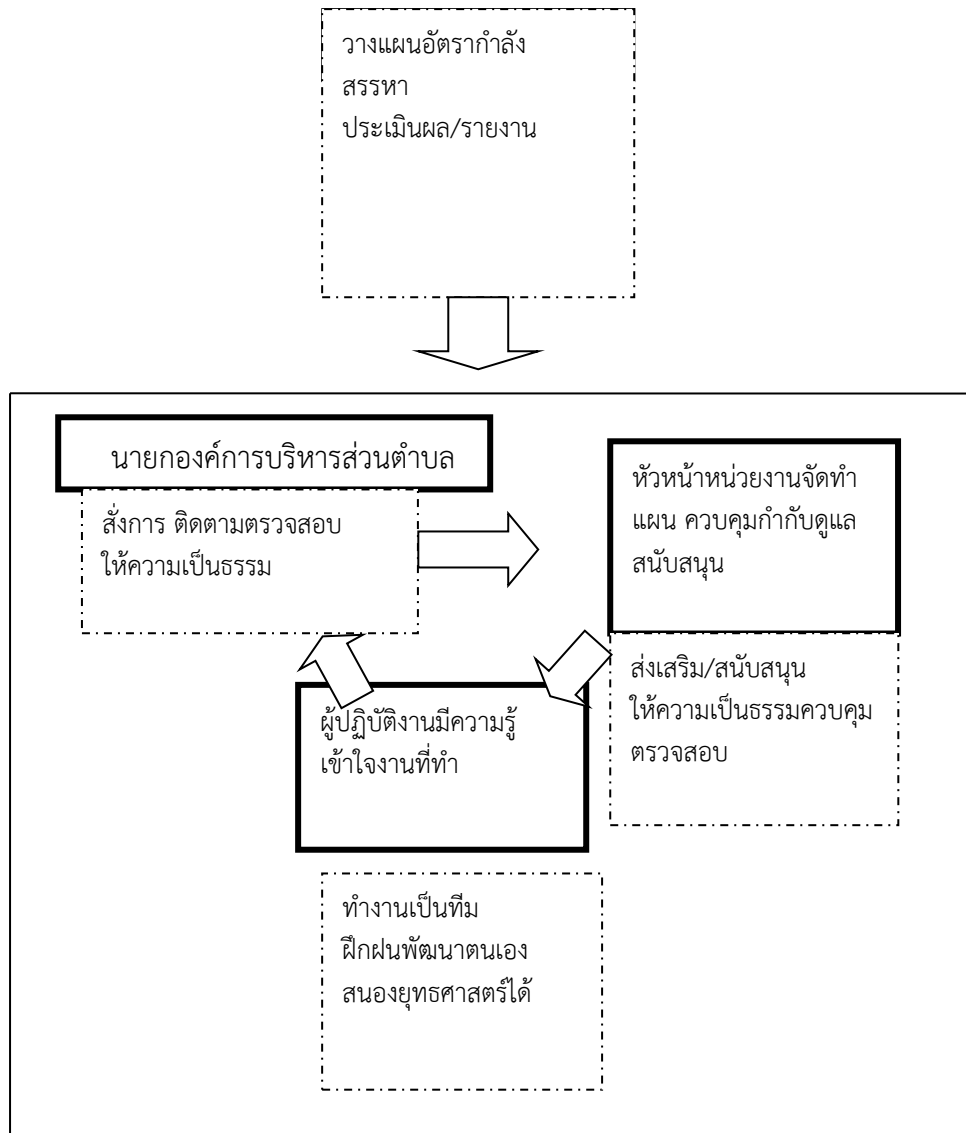 วางแผนอัตรากำลัง
สรรหา
ประเมินผล/รายงาน
นายกองค์การบริหารส่วนตำบล
สั่งการ ติดตามตรวจสอบ
ให้ความเป็นธรรม
หัวหน้าหน่วยงานจัดทำ
แผน ควบคุมกำกับดูแล
สนับสนุน
ส่งเสริม/สนับสนุน
ให้ความเป็นธรรมควบคุม
ตรวจสอบ
ผู้ปฏิบัติงานมีความรู้
เข้าใจงานที่ทำ
ทำงานเป็นทีม
ฝึกฝนพัฒนาตนเอง
สนองยุทธศาสตร์ได้